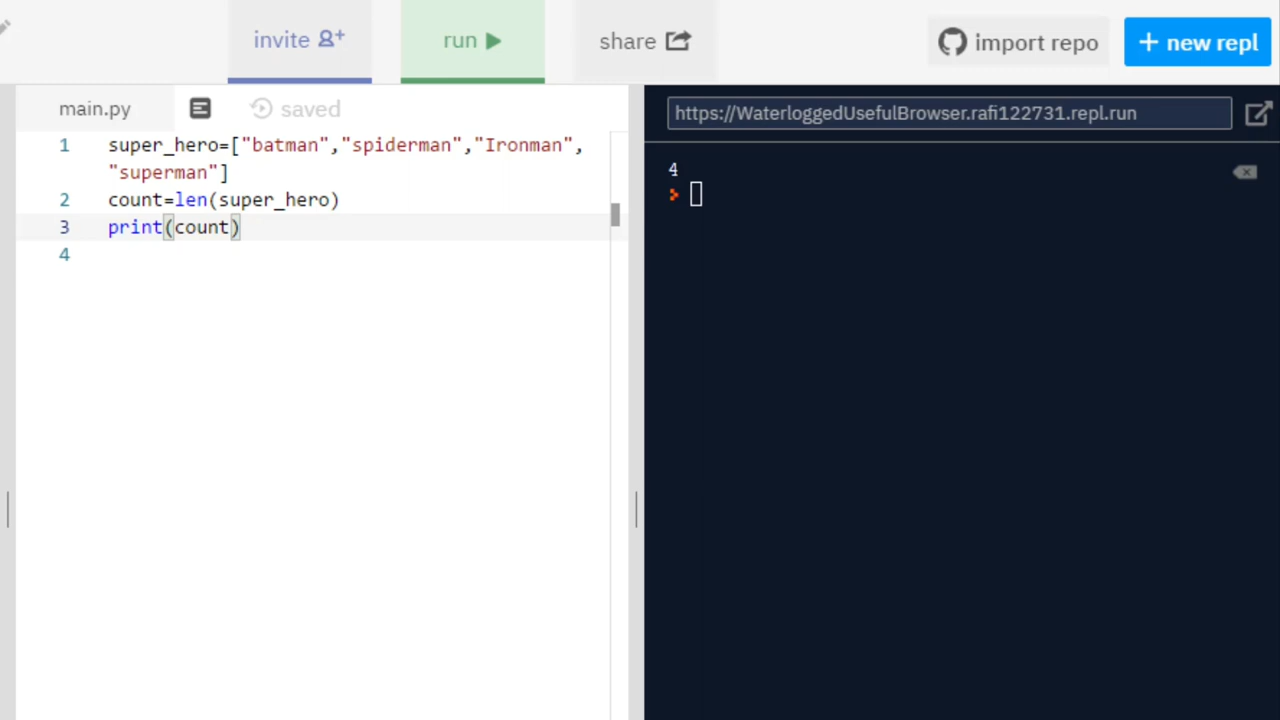 invite
run
share
import repo
+ new repl
main.py
saved
https://WaterloggedUsefulBrowser.rafi122731.repl.run
1 super_hero=["batman","spiderman","Ironman",
"superman"]
2 count=len(super_hero)
3 print(count)
4
4